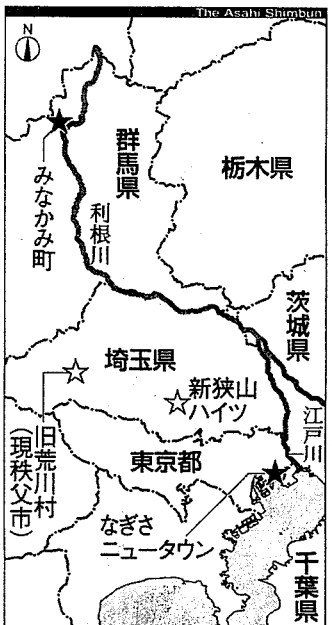 The Asahi Shimbun
N
群馬県
栃木県
みなかみ町
利根川
茨城県
埼玉県
新狭山
ハイツ
江戸川
旧荒川村
(現秩父市)
東京都
なぎさ
ニュータウン
千葉県